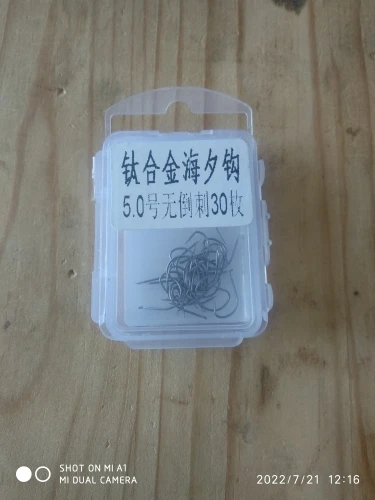 钛合金海夕钩
5.0号无倒刺30枚
SHOT ON MI A1
MI DUAL CAMERA
2022/7/21 12:16